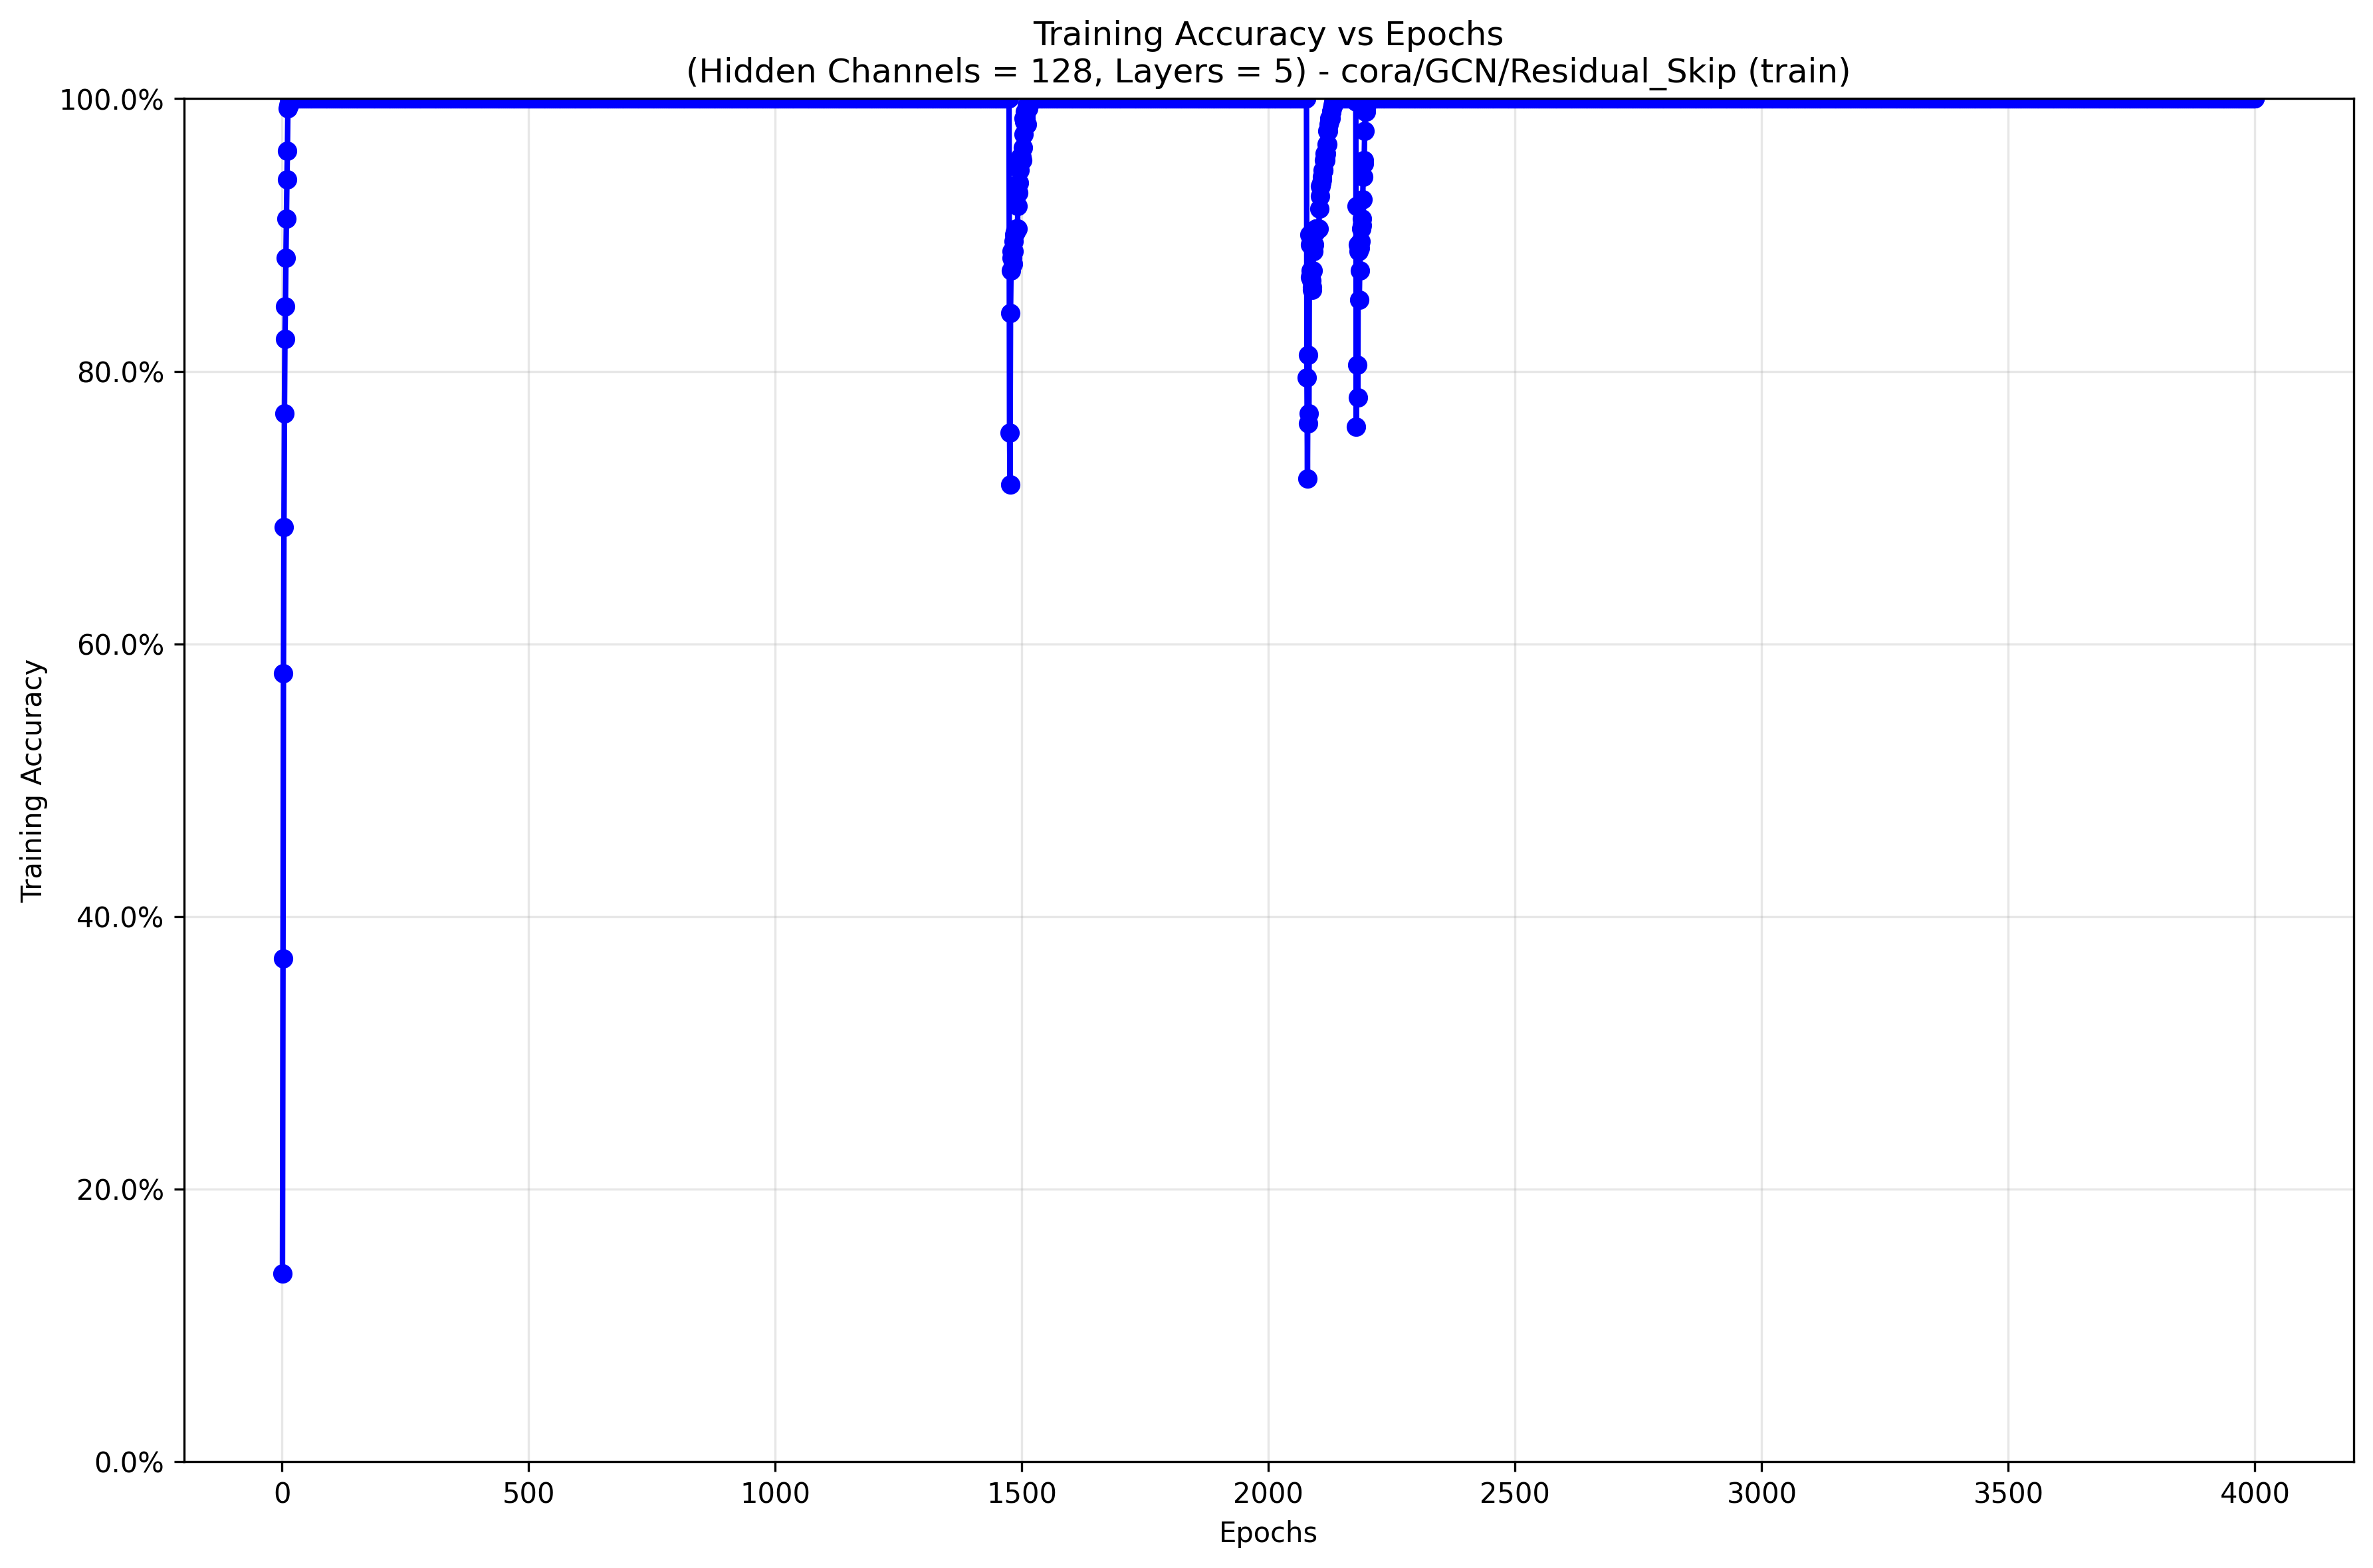 Training Accuracy vs Epochs
(Hidden Channels = 128, Layers = 5) - cora/GCN/Residual_Skip (train)
Training Accuracy
100.0%
80.0%
60.0%
40.0%
20.0%
0.0%
0 500 1000 1500 2000 2500 3000 3500 4000
Epochs